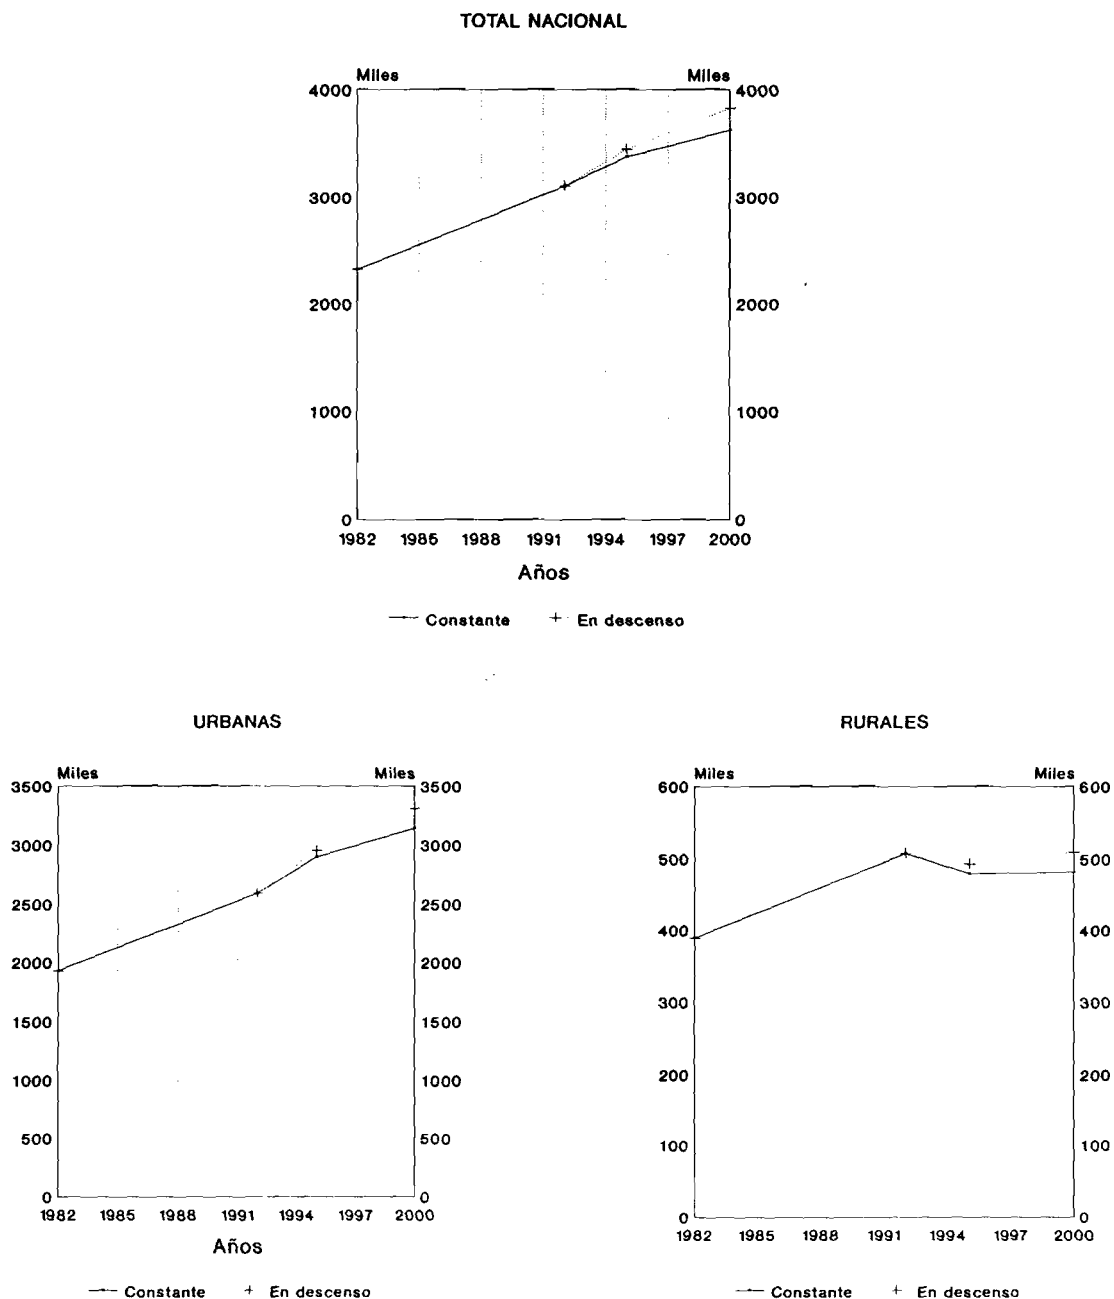 TOTAL NACIONAL
Miles Miles
4000 4000
3000 3000
2000 2000
1000 1000
0 0
1982 1985 1988 1991 1994 1997 2000
Años
Constante + En descenso
URBANAS
Miles Miles
3500 3500
3000 3000
2500 2500
2000 2000
1500 1500
1000 1000
500 500
0 0
1982 1985 1988 1991 1994 1997 2000
Años
Constante + En descenso
RURALES
Miles Miles
600 600
500 500
400 400
300 300
200 200
100 100
0 0
1982 1985 1988 1991 1994 1997 2000
Constante + En descenso